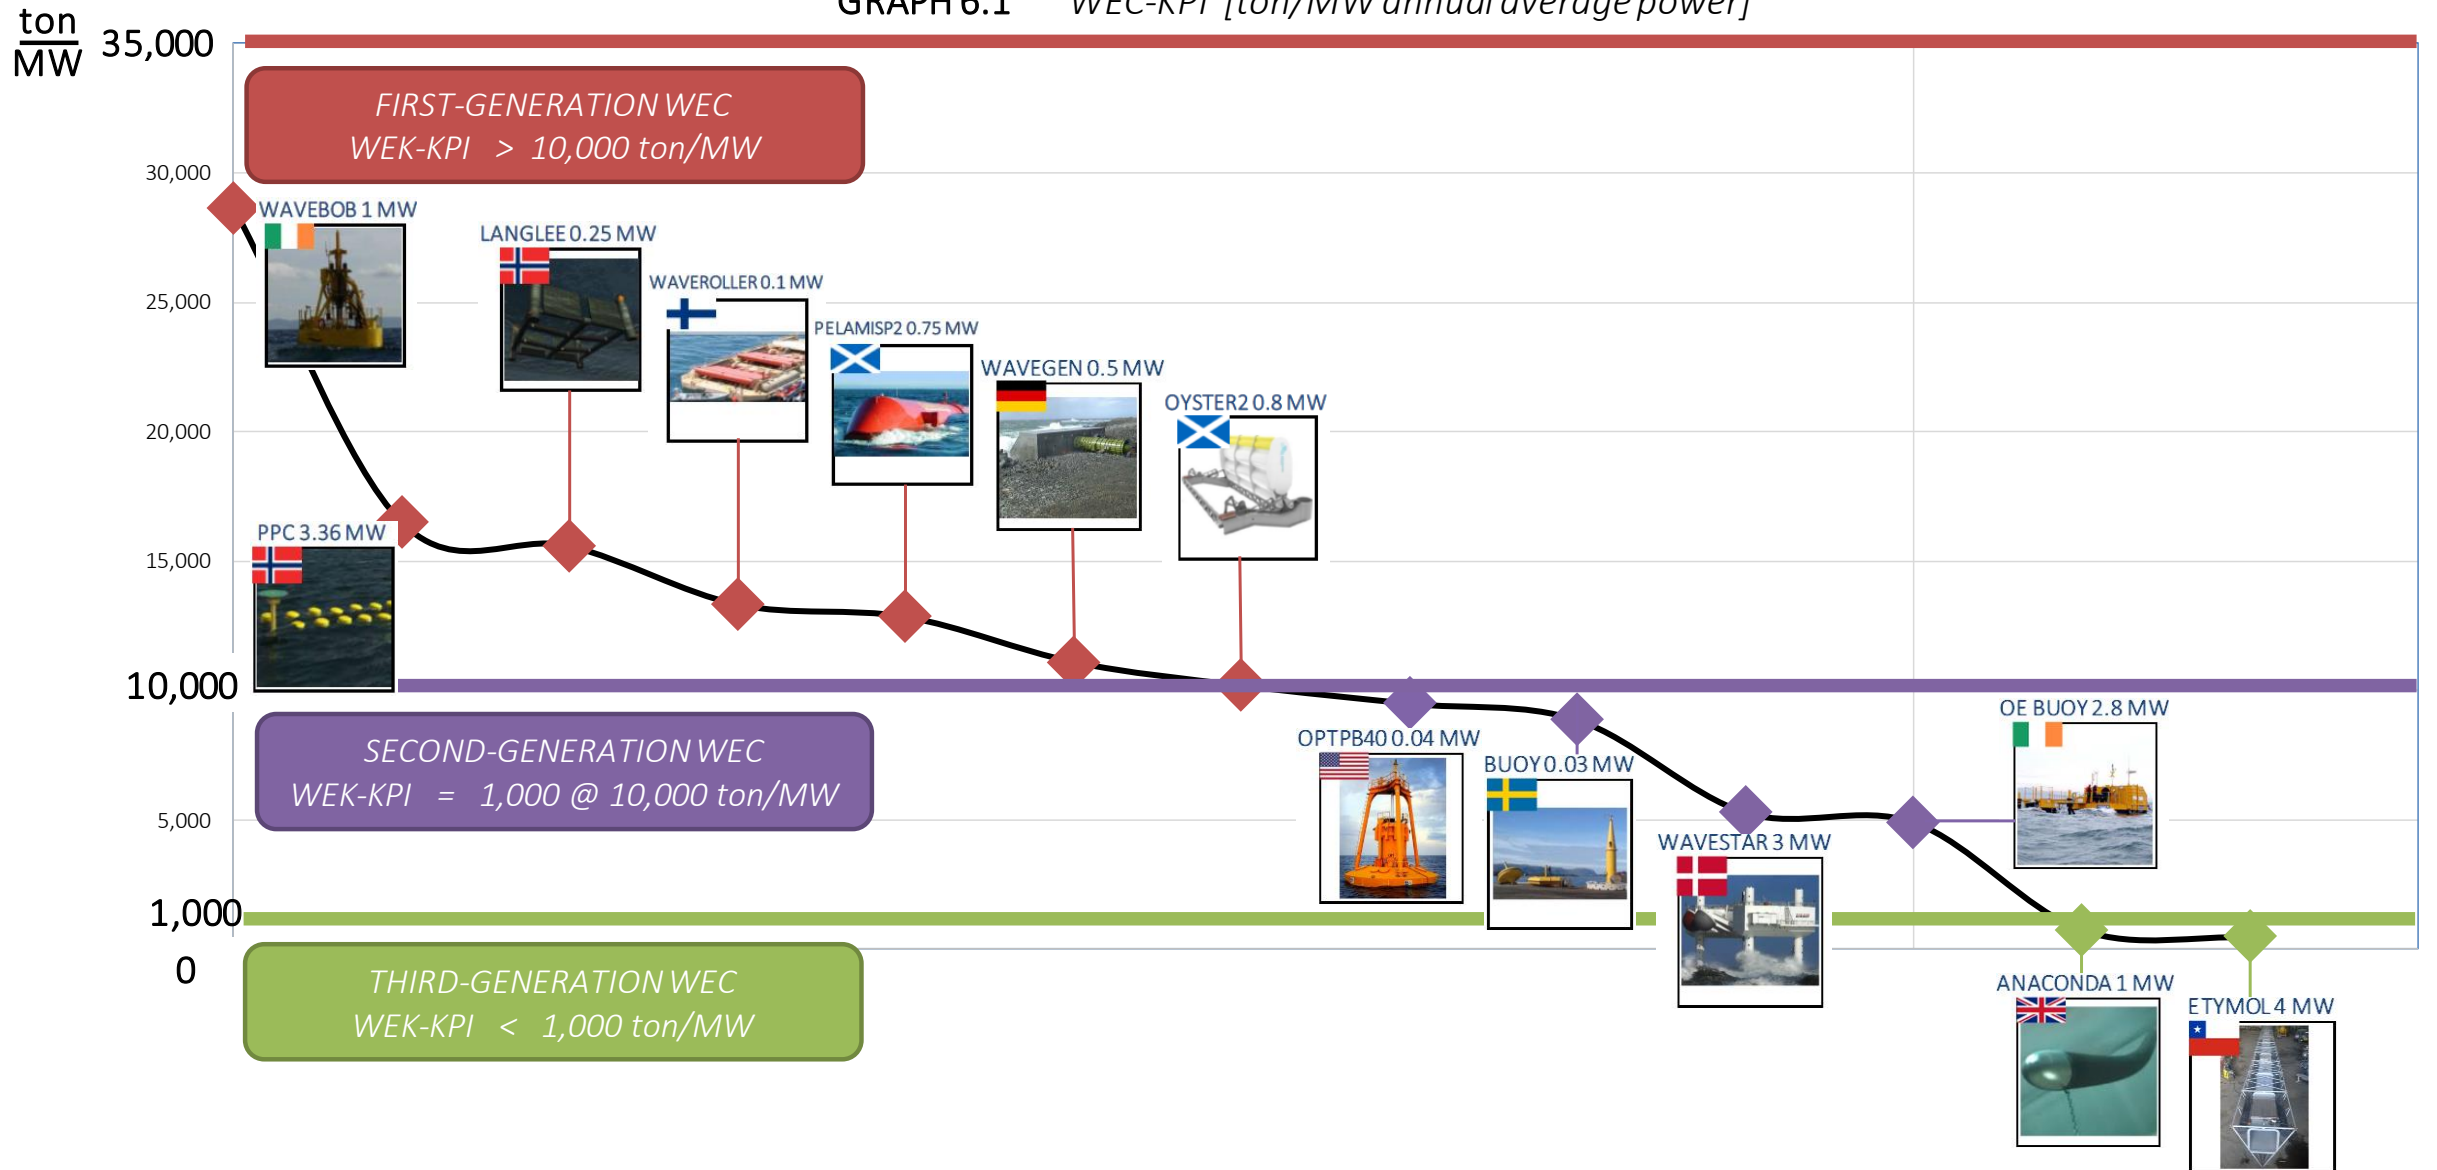 GRAPH 6.1 WEC-KPI [ton/MW annual average power]
ton
MW
35,000
FIRST-GENERATION WEC
WEK-KPI > 10,000 ton/MW
30,000
WAVEBOB 1 MW
LANGLEE 0.25 MW
WAVEROLLER 0.1 MW
25,000
PELAMISP2 0.75 MW
WAVEGEN 0.5 MW
OYSTER2 0.8 MW
20,000
PPC 3.36 MW
15,000
10,000
OE BUOY 2.8 MW
OPTPB40 0.04 MW
SECOND-GENERATION WEC
WEK-KPI = 1,000 @ 10,000 ton/MW
BUOY 0.03 MW
5,000
WAVESTAR 3 MW
1,000
0
THIRD-GENERATION WEC
WEK-KPI < 1,000 ton/MW
ANACONDA 1 MW
ETYMOL 4 MW